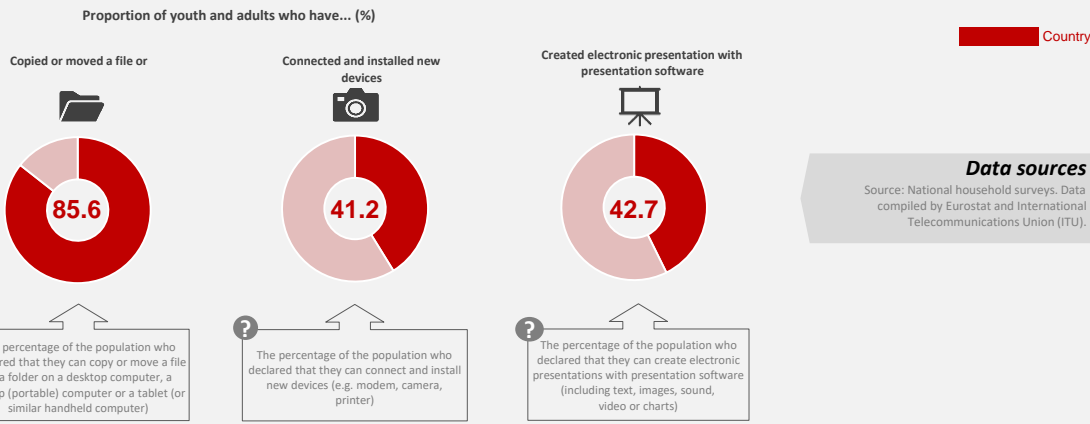 Proportion of youth and adults who have... (%)
Country
Copied or moved a file or
Connected and installed new
devices
Created electronic presentation with
presentation software
85.6
41.2
42.7
Data sources
Source: National household surveys. Data
compiled by Eurostat and International
Telecommunications Union (ITU).
percentage of the population who
red that they can copy or move a file
a folder on a desktop computer, a
p (portable) computer or a tablet (or
similar handheld computer)
?
The percentage of the population who
declared that they can connect and install
new devices (e.g. modem, camera,
printer)
?
The percentage of the population who
declared that they can create electronic
presentations with presentation software
(including text, images, sound,
video or charts)